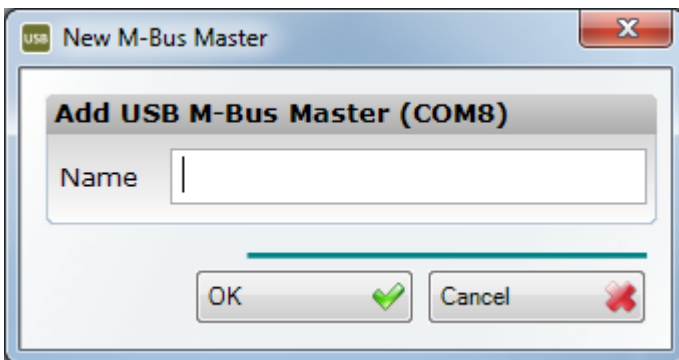 USB New M-Bus Master
Add USB M-Bus Master (COM8)
Name
OK Cancel